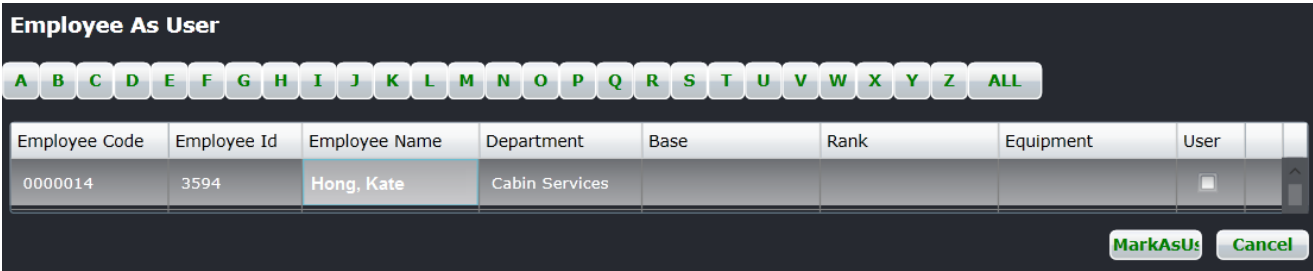 Employee As User
A B C D E F G H I J K L M N O P Q R S T U V W X Y Z ALL
Employee Code Employee Id Employee Name Department Base Rank Equipment User
0000014 3594 Hong, Kate Cabin Services
MarkAsUs Cancel